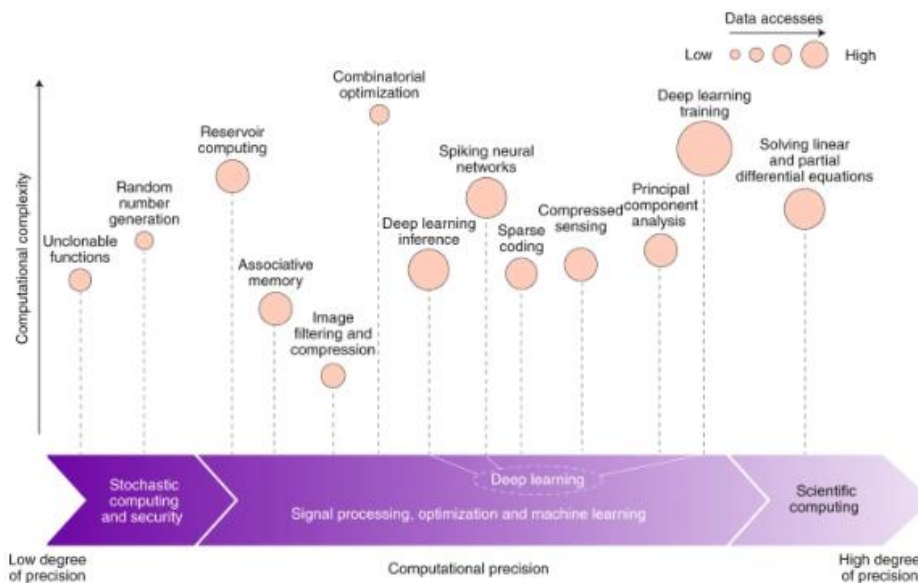 Data accesses
Low
High
Combinatorial
optimization
Deep learning
training
Reservoir
computing
Spiking neural
networks
Solving linear
and partial
differential equations
Random
number
generation
Principal
component
analysis
Compressed
sensing
Deep learning
inference
Sparse
coding
Unclonable
functions
Associative
memory
Image
filtering and
compression
Computational complexity
Deep learning
Stochastic
computing
and security
Signal processing, optimization and machine learning
Scientific
computing
Low degree
of precision
Computational precision
High degree
of precision